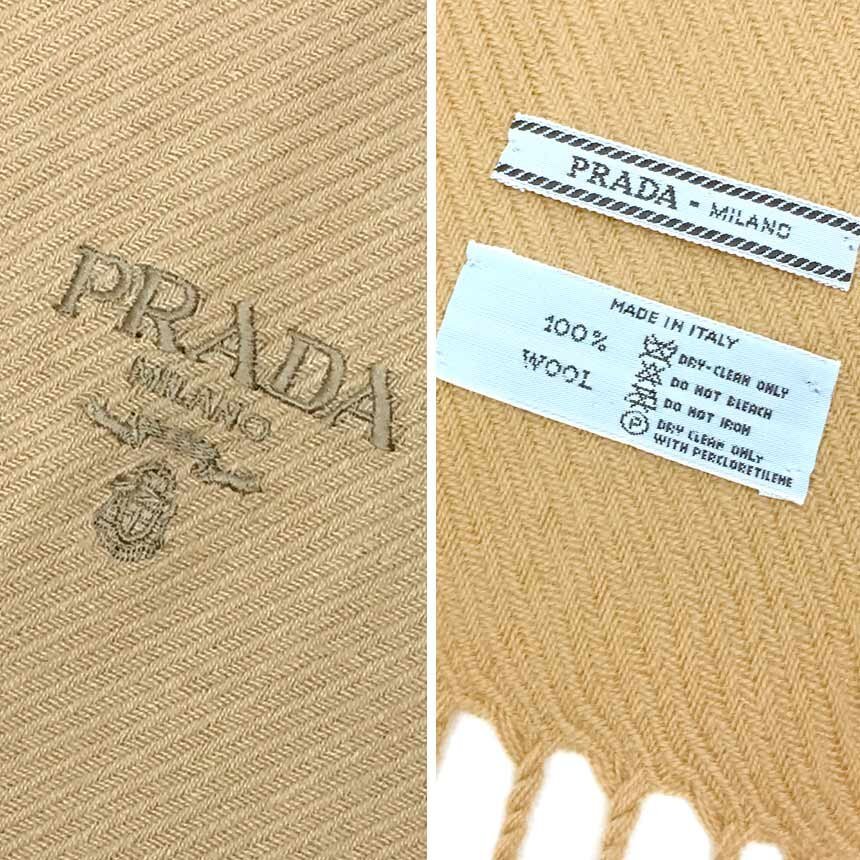 PRADA
MILANO
PRADA - MILANO
MADE IN ITALY
100%
WOOL
DRY-CLEAN ONLY
DO NOT BLEACH
DO NOT IRON
P
DRY CLEAN ONLY
WITH PERCLORETILENE